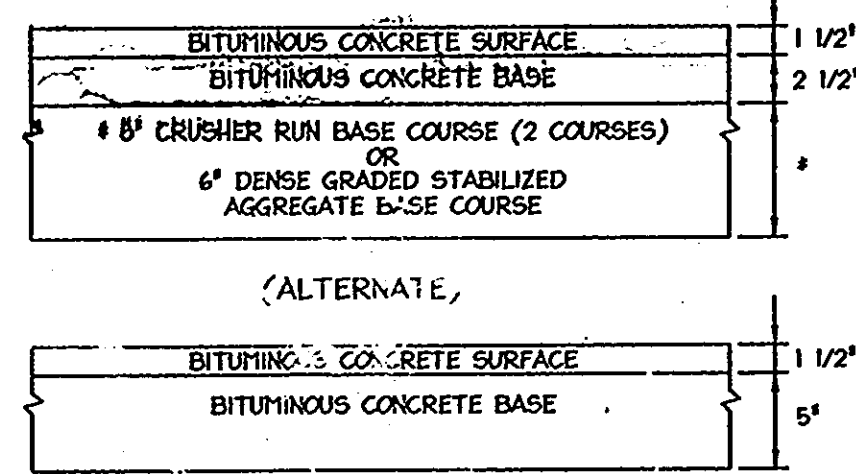 BITUMINOUS CONCRETE SURFACE 1 1/2"
BITUMINOUS CONCRETE BASE 2 1/2"
* 8" CRUSHER RUN BASE COURSE (2 COURSES)
OR
6" DENSE GRADED STABILIZED
AGGREGATE BASE COURSE
*
(ALTERNATE)
BITUMINOUS CONCRETE SURFACE 1 1/2"
BITUMINOUS CONCRETE BASE 5"